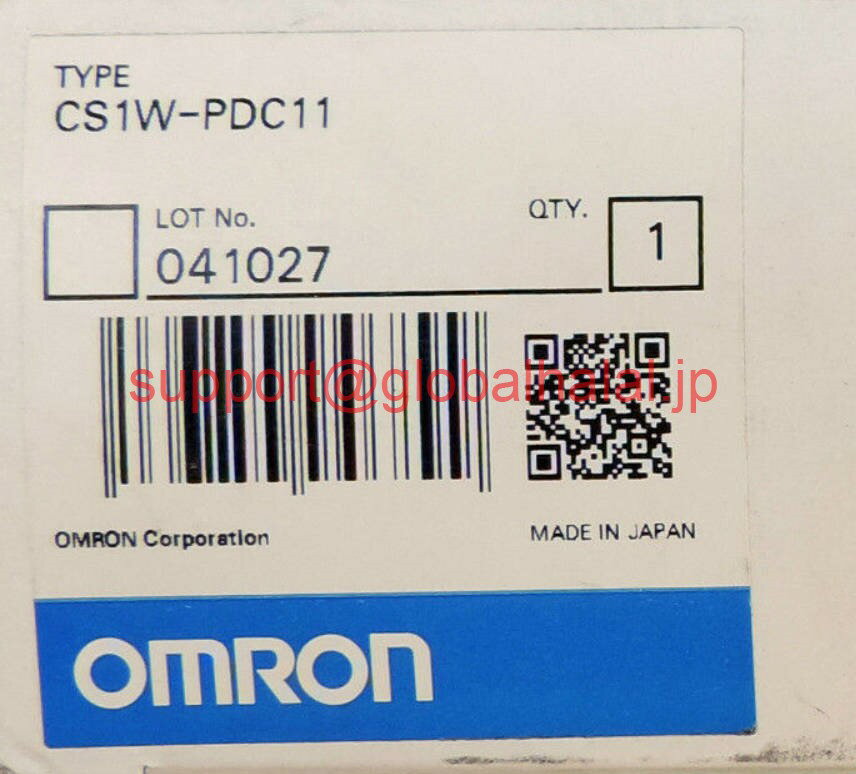 TYPE
CS1W-PDC11
LOT No.
041027
QTY.
1
support@globalhalal.jp
OMRON Corporation
MADE IN JAPAN
OMRON